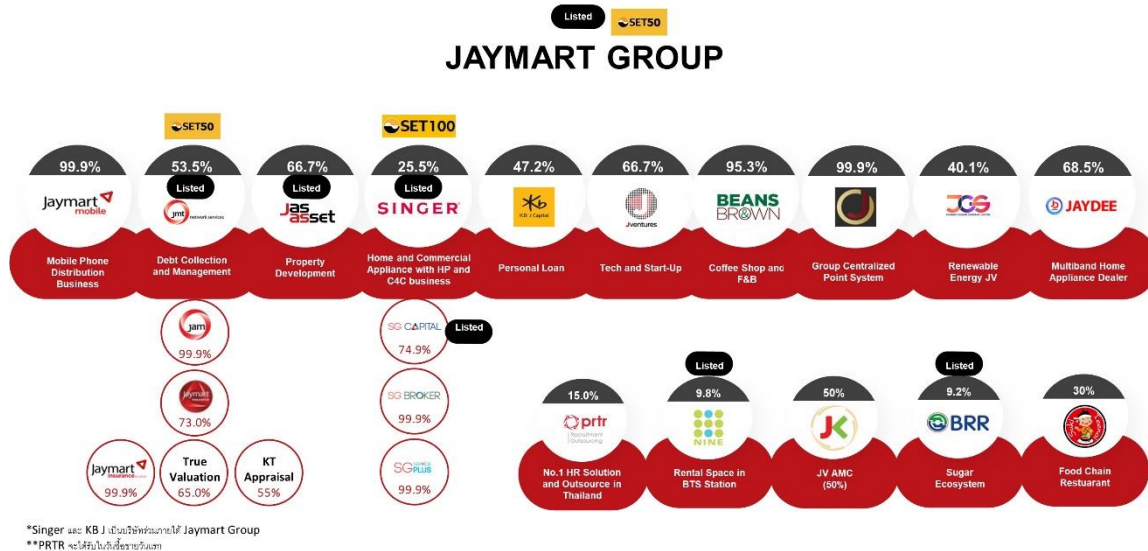 Listed
SET50
JAYMART GROUP
SET50
SET100
99.9%
53.5%
66.7%
25.5%
47.2%
66.7%
95.3%
99.9%
40.1%
68.5%
Listed
Listed
Listed
Jaymart
mobile
jmt network services
Jas
asset
SINGER
KB J Capital
Jventures
BEANS
BROWN
J
JGS
JAYDEE
Mobile Phone
Distribution
Business
Debt Collection
and Management
Property
Development
Home and Commercial
Appliance with HP and
C4C business
Personal Loan
Tech and Start-Up
Coffee Shop and
F&B
Group Centralized
Point System
Renewable
Energy JV
Multiband Home
Appliance Dealer
jam
99.9%
SG CAPITAL
74.9%
Listed
Jaymart
73.0%
SG BROKER
99.9%
Jaymart
insurance
99.9%
True
Valuation
65.0%
KT
Appraisal
55%
SG PLUS
99.9%
Listed
Listed
15.0%
9.8%
50%
9.2%
30%
prtr
Recruitment
Outsourcing
NINE
JK
BRR
No.1 HR Solution
and Outsource in
Thailand
Rental Space in
BTS Station
JV AMC
(50%)
Sugar
Ecosystem
Food Chain
Restuarant
*Singer และ KB J เป็นบริษัทร่วมภายใต้ Jaymart Group
**PRTR จะได้รับในวันซื้อขายวันแรก